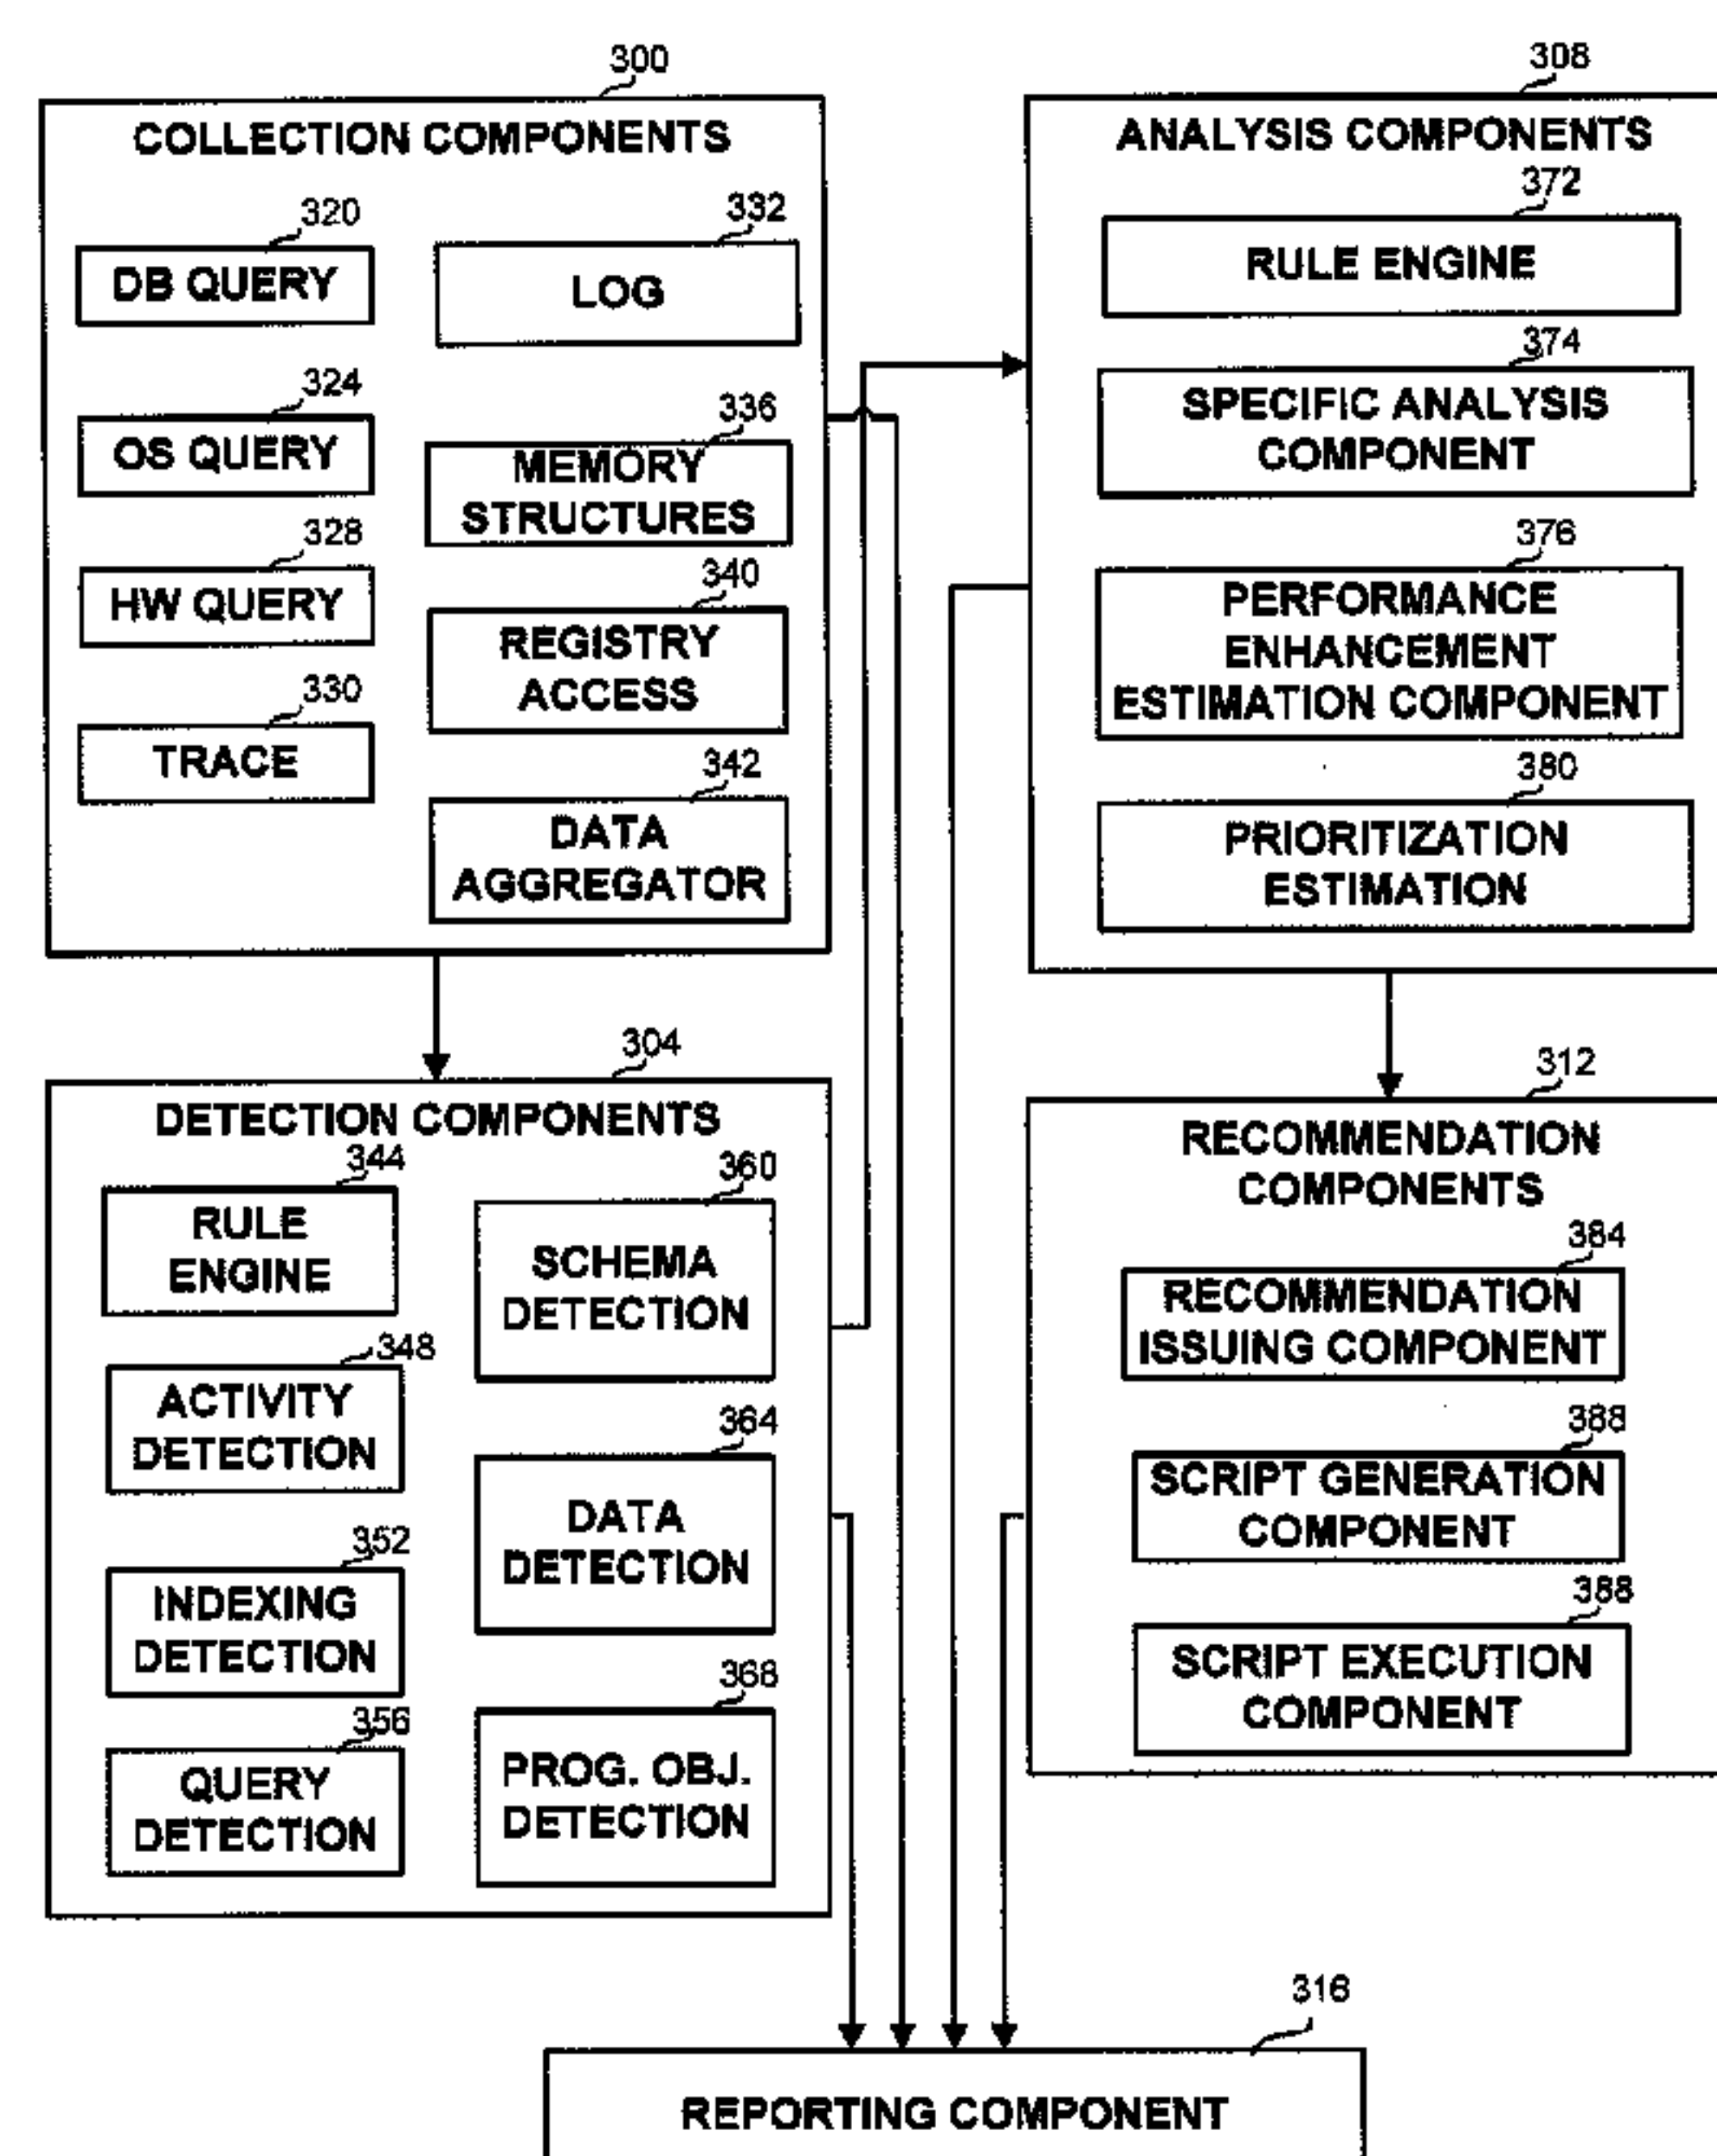 300
COLLECTION COMPONENTS
320
DB QUERY
332
LOG
324
OS QUERY
336
MEMORY
STRUCTURES
328
HW QUERY
340
REGISTRY
ACCESS
330
TRACE
342
DATA
AGGREGATOR
308
ANALYSIS COMPONENTS
372
RULE ENGINE
374
SPECIFIC ANALYSIS
COMPONENT
376
PERFORMANCE
ENHANCEMENT
ESTIMATION COMPONENT
380
PRIORITIZATION
ESTIMATION
304
DETECTION COMPONENTS
344
RULE
ENGINE
360
SCHEMA
DETECTION
348
ACTIVITY
DETECTION
364
DATA
DETECTION
352
INDEXING
DETECTION
368
PROG. OBJ.
DETECTION
356
QUERY
DETECTION
312
RECOMMENDATION
COMPONENTS
384
RECOMMENDATION
ISSUING COMPONENT
388
SCRIPT GENERATION
COMPONENT
388
SCRIPT EXECUTION
COMPONENT
316
REPORTING COMPONENT